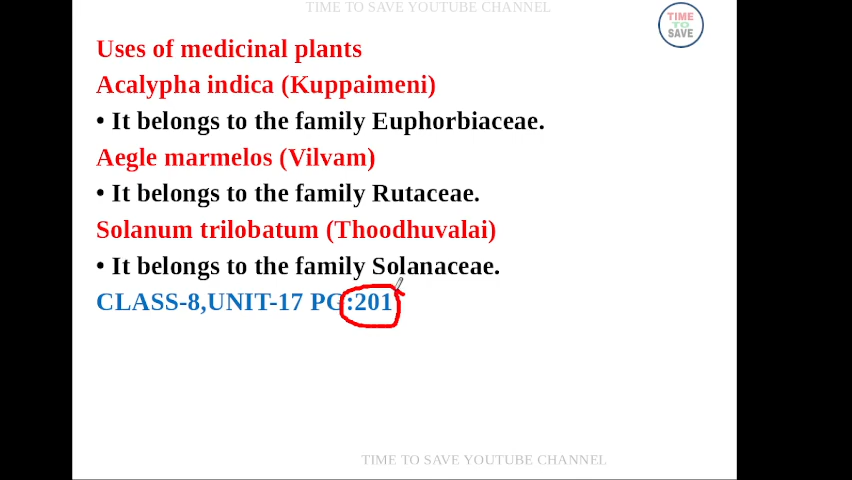 TIME TO SAVE YOUTUBE CHANNEL
TIME
TO
SAVE
Uses of medicinal plants
Acalypha indica (Kuppaimeni)
• It belongs to the family Euphorbiaceae.
Aegle marmelos (Vilvam)
• It belongs to the family Rutaceae.
Solanum trilobatum (Thoodhuvalai)
• It belongs to the family Solanaceae.
CLASS-8,UNIT-17 PG:201
TIME TO SAVE YOUTUBE CHANNEL